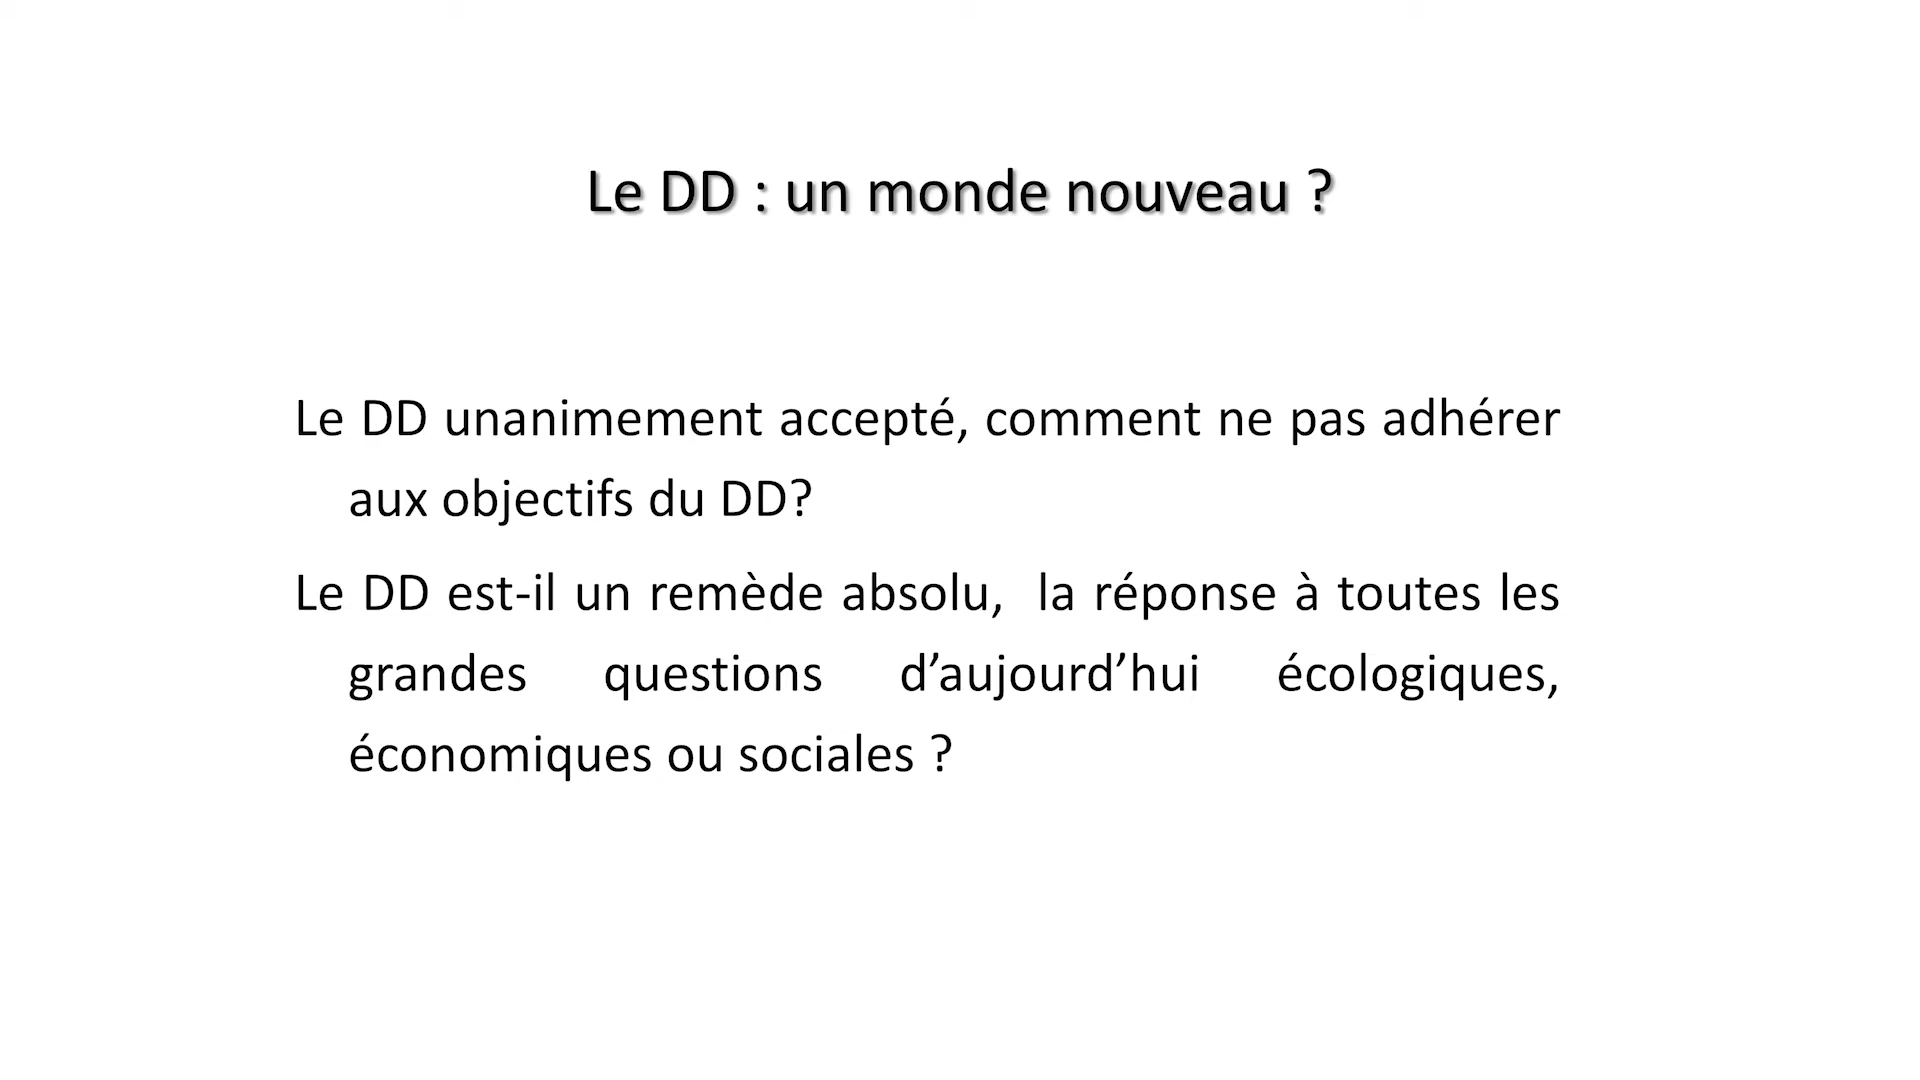 Le DD : un monde nouveau ?
Le DD unanimement accepté, comment ne pas adhérer
aux objectifs du DD?
Le DD est-il un remède absolu,  la réponse à toutes les
grandes questions d’aujourd’hui écologiques,
économiques ou sociales ?